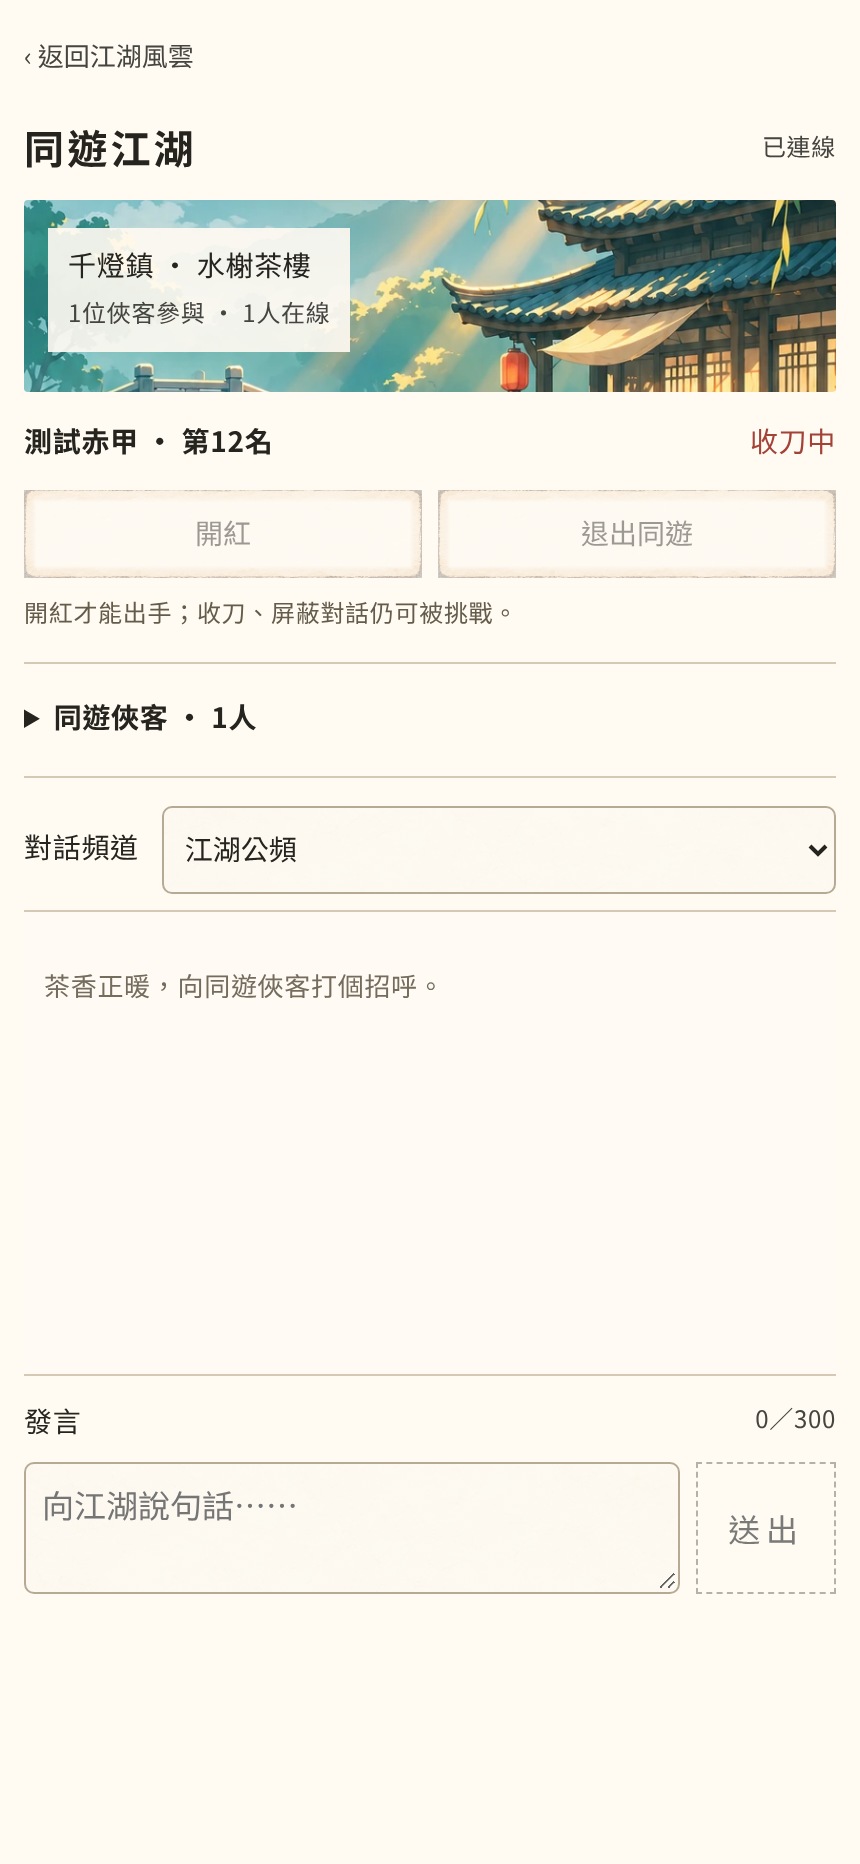 ‹ 返回江湖風雲
同遊江湖
已連線
千燈鎮 · 水榭茶樓
1位俠客參與 · 1人在線
測試赤甲 · 第12名
收刀中
開紅
退出同遊
開紅才能出手；收刀、屏蔽對話仍可被挑戰。
▶ 同遊俠客 · 1人
對話頻道
江湖公頻
茶香正暖，向同遊俠客打個招呼。
發言
0／300
向江湖說句話……
送出